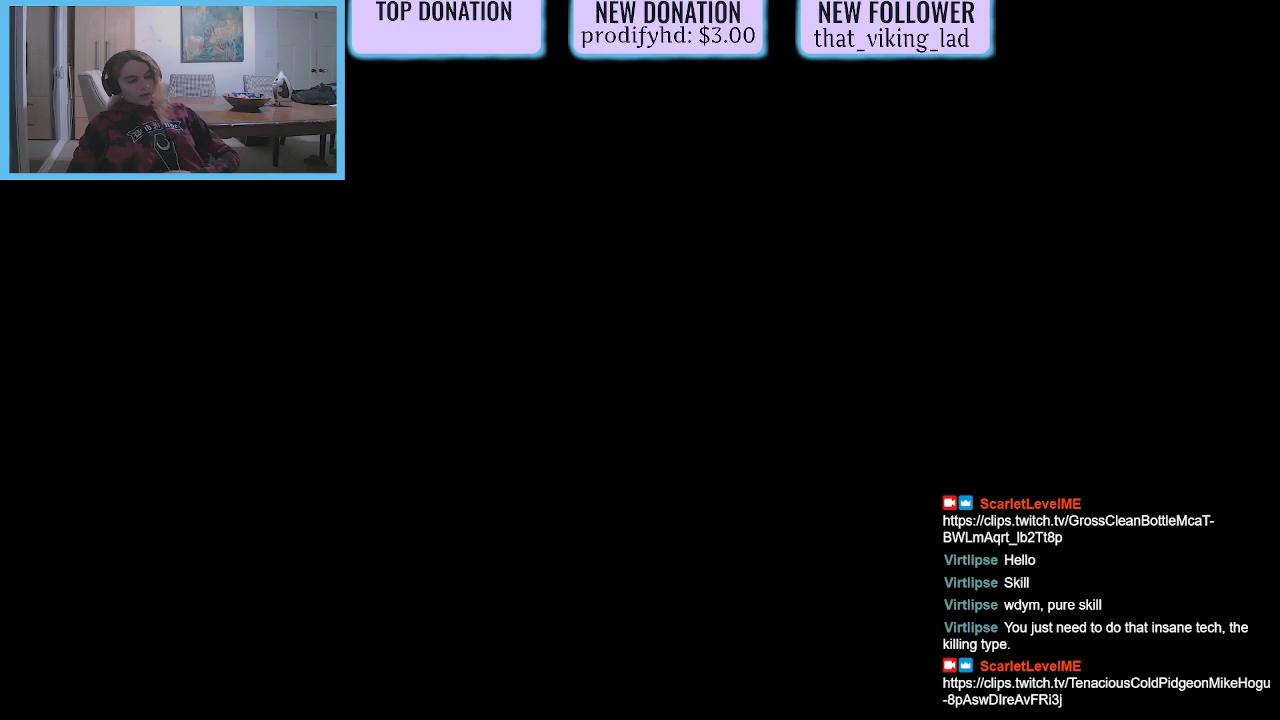 TOP DONATION
NEW DONATION
prodifyhd: $3.00
NEW FOLLOWER
that_viking_lad
ScarletLevelME
https://clips.twitch.tv/GrossCleanBottleMcaT-
BWLmAqrt_lb2Tt8p
Virtlipse Hello
Virtlipse Skill
Virtlipse wdym, pure skill
Virtlipse You just need to do that insane tech, the
killing type.
ScarletLevelME
https://clips.twitch.tv/TenaciousColdPidgeonMikeHogu
-8pAswDIreAvFRi3j